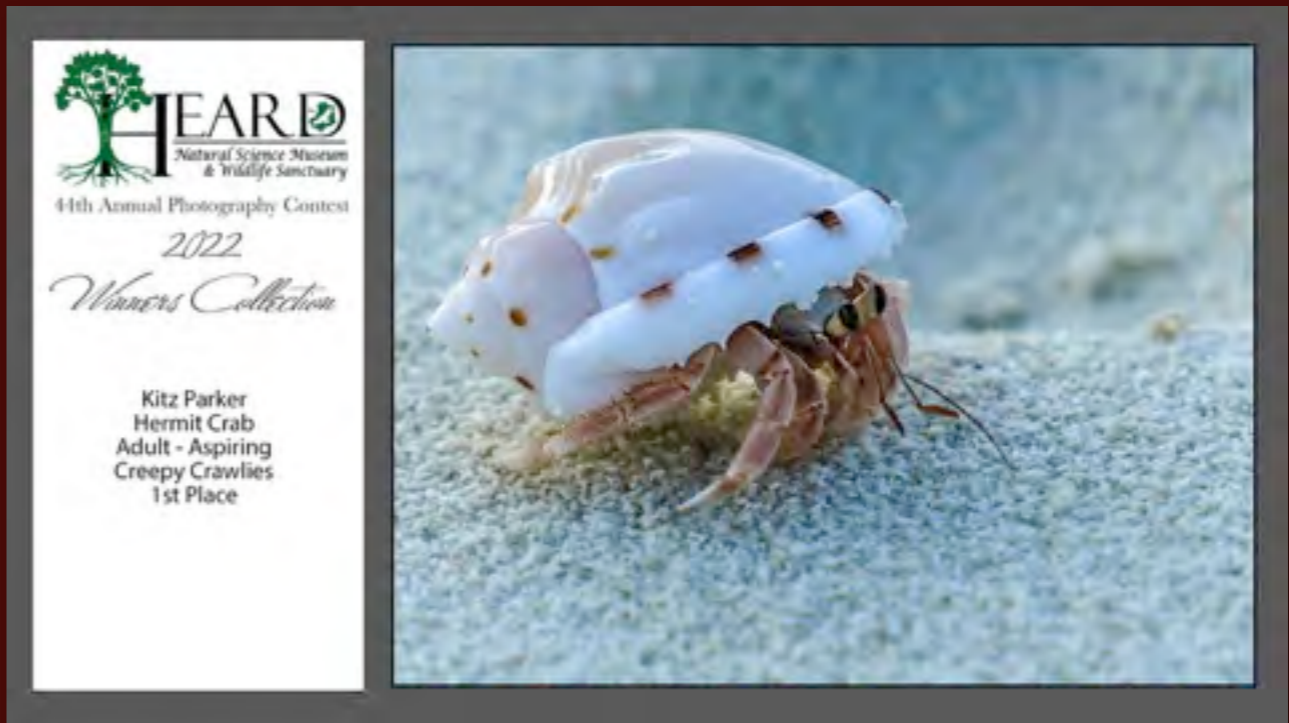 HEARD
Natural Science Museum
& Wildlife Sanctuary
44th Annual Photography Contest
2022
Winners Collection
Kitz Parker
Hermit Crab
Adult - Aspiring
Creepy Crawlies
1st Place